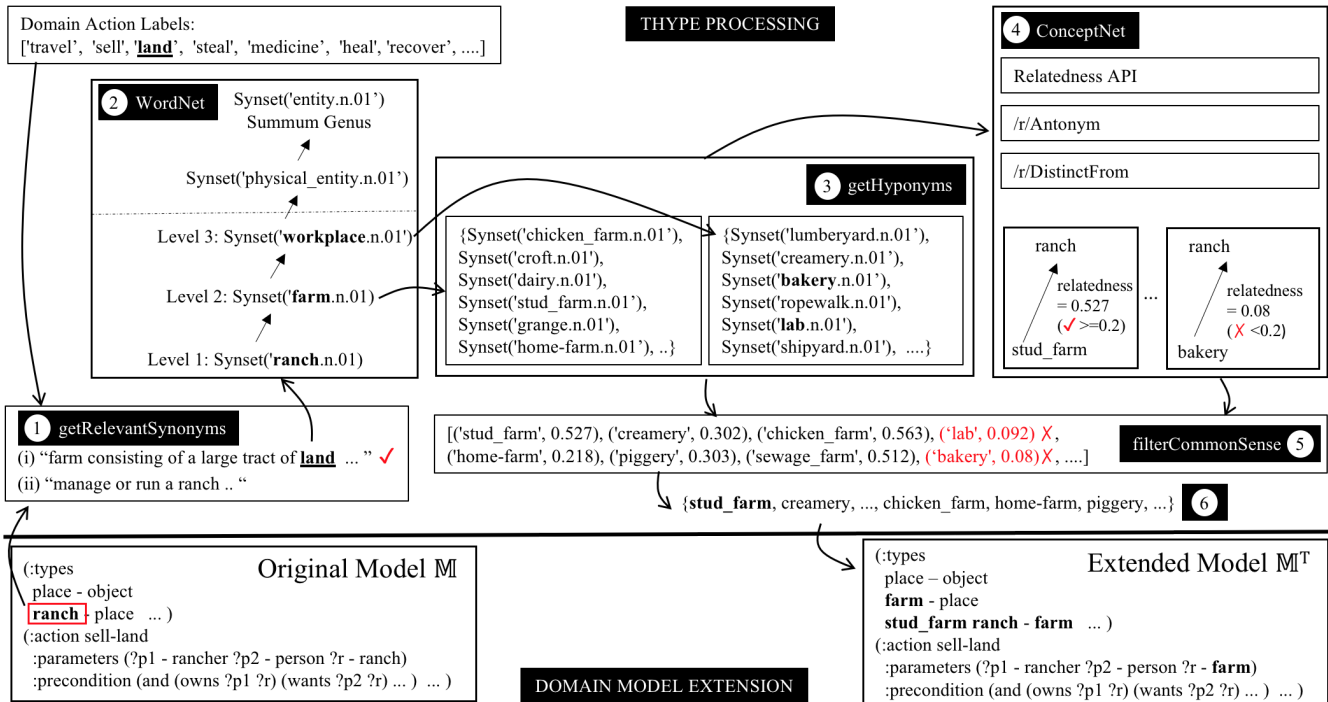 Domain Action Labels:
['travel', 'sell', 'land', 'steal', 'medicine', 'heal', 'recover', ....]
THYPE PROCESSING
2 WordNet
Synset('entity.n.01')
Summum Genus
Synset('physical_entity.n.01')
Level 3: Synset('workplace.n.01')
Level 2: Synset('farm.n.01)
Level 1: Synset('ranch.n.01)
3 getHyponyms
{Synset('chicken_farm.n.01'),
Synset('croft.n.01'),
Synset('dairy.n.01'),
Synset('stud_farm.n.01'),
Synset('grange.n.01'),
Synset('home-farm.n.01'), ..}
{Synset('lumberyard.n.01'),
Synset('creamery.n.01'),
Synset('bakery.n.01'),
Synset('ropewalk.n.01'),
Synset('lab.n.01'),
Synset('shipyard.n.01'), ....}
4 ConceptNet
Relatedness API
/r/Antonym
/r/DistinctFrom
ranch
relatedness
= 0.527
(✓ >=0.2)
stud_farm
...
ranch
relatedness
= 0.08
(✗ <0.2)
bakery
1 getRelevantSynonyms
(i) “farm consisting of a large tract of land ... ” ✓
(ii) “manage or run a ranch .. “
[('stud_farm', 0.527), ('creamery', 0.302), ('chicken_farm', 0.563), ('lab', 0.092) ✗,
('home-farm', 0.218), ('piggery', 0.303), ('sewage_farm', 0.512), ('bakery', 0.08)✗, ....]
filterCommonSense 5
{stud_farm, creamery, ..., chicken_farm, home-farm, piggery, ...} 6
Original Model 𝕄
(:types
place - object
ranch - place ... )
(:action sell-land
:parameters (?p1 - rancher ?p2 - person ?r - ranch)
:precondition (and (owns ?p1 ?r) (wants ?p2 ?r) ... ) ... )
DOMAIN MODEL EXTENSION
Extended Model 𝕄ᵀ
(:types
place – object
farm - place
stud_farm ranch - farm ... )
(:action sell-land
:parameters (?p1 - rancher ?p2 - person ?r - farm)
:precondition (and (owns ?p1 ?r) (wants ?p2 ?r) ... ) ... )